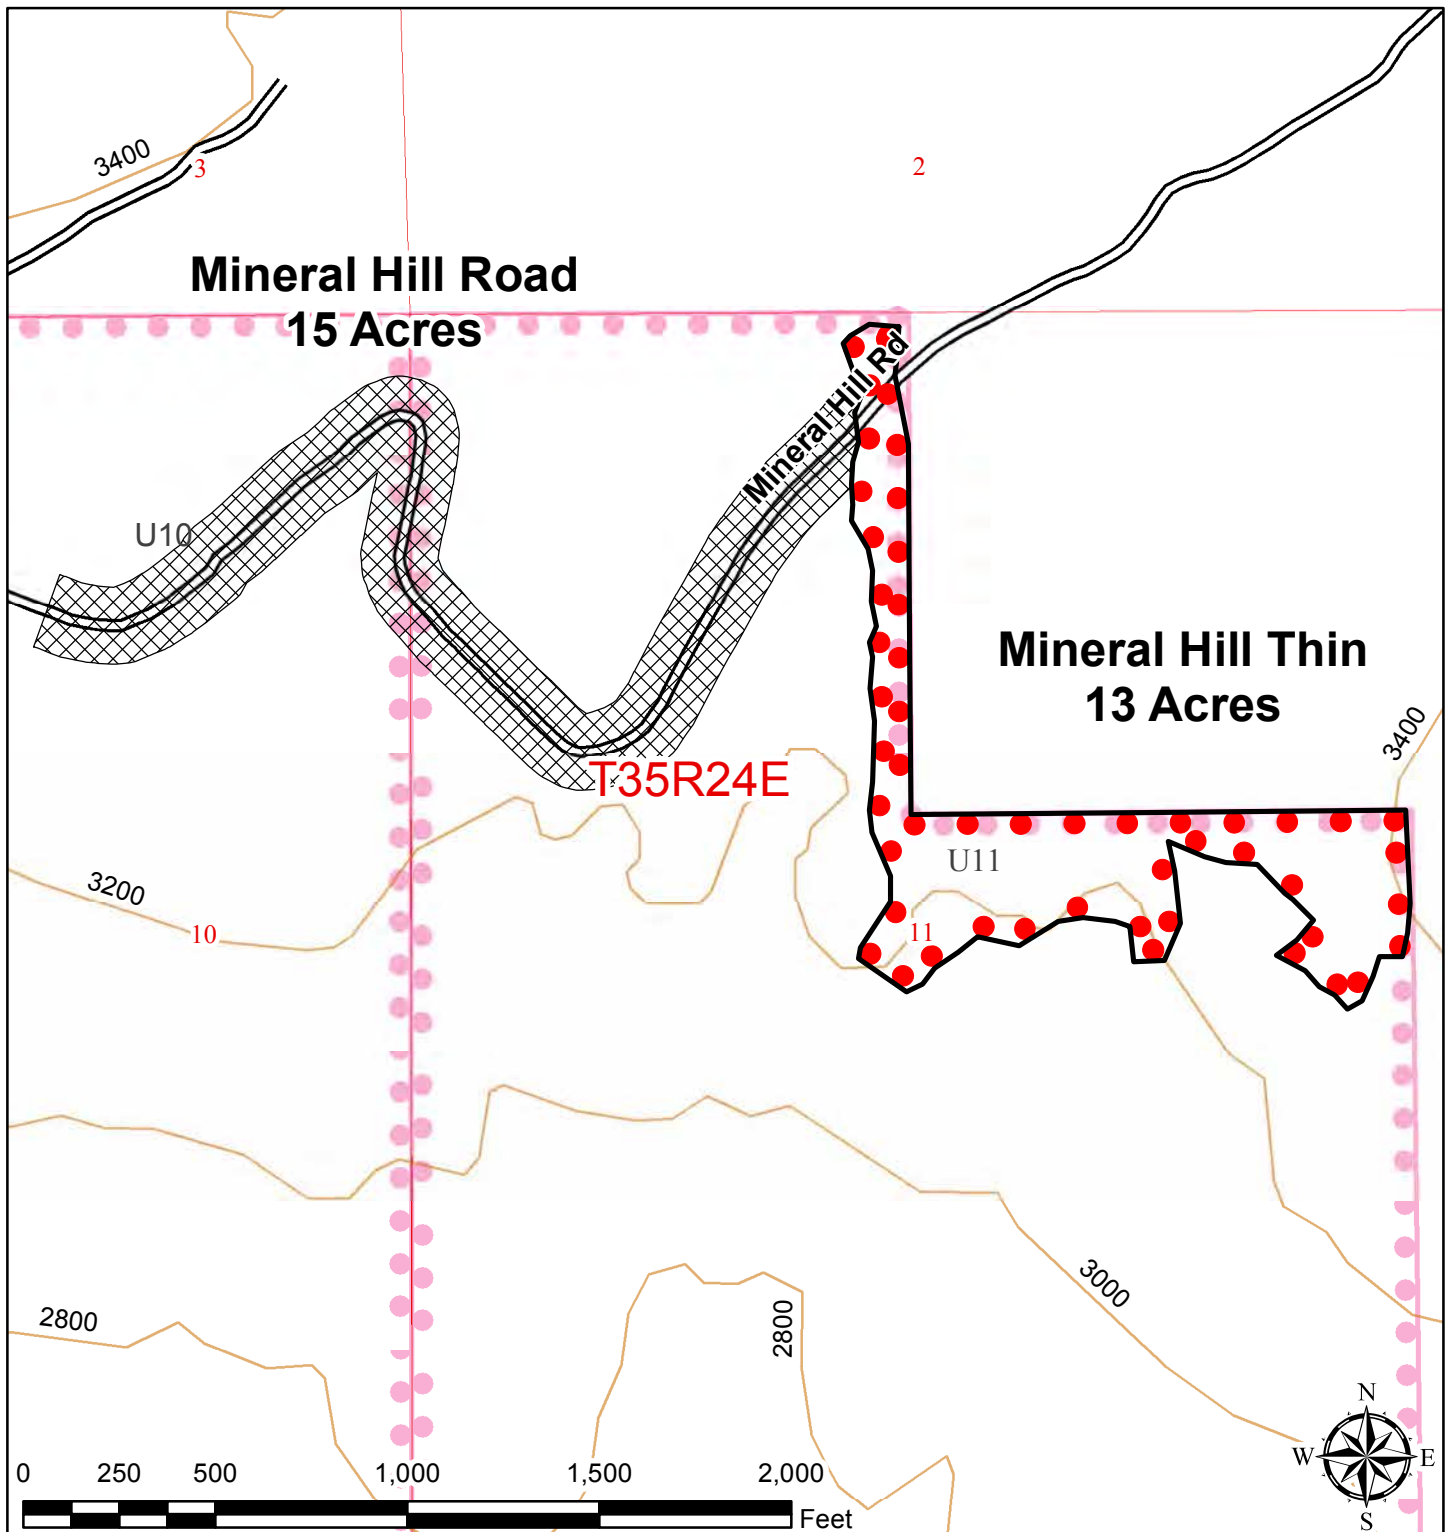 3400
3
2
Mineral Hill Road
15 Acres
Mineral Hill Rd
U10
Mineral Hill Thin
13 Acres
3400
T35R24E
U11
3200
10
11
3000
2800
2800
N
W
E
S
0 250 500 1,000 1,500 2,000
Feet